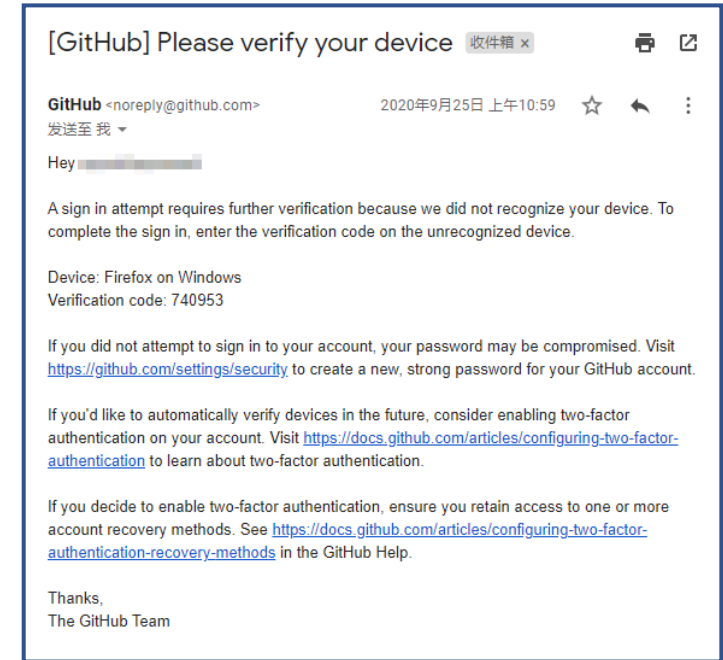 [GitHub] Please verify your device 收件箱 x
GitHub <noreply@github.com> 2020年9月25日 上午10:59
发送至 我
Hey
A sign in attempt requires further verification because we did not recognize your device. To
complete the sign in, enter the verification code on the unrecognized device.
Device: Firefox on Windows
Verification code: 740953
If you did not attempt to sign in to your account, your password may be compromised. Visit
https://github.com/settings/security to create a new, strong password for your GitHub account.
If you'd like to automatically verify devices in the future, consider enabling two-factor
authentication on your account. Visit https://docs.github.com/articles/configuring-two-factor-
authentication to learn about two-factor authentication.
If you decide to enable two-factor authentication, ensure you retain access to one or more
account recovery methods. See https://docs.github.com/articles/configuring-two-factor-
authentication-recovery-methods in the GitHub Help.
Thanks,
The GitHub Team